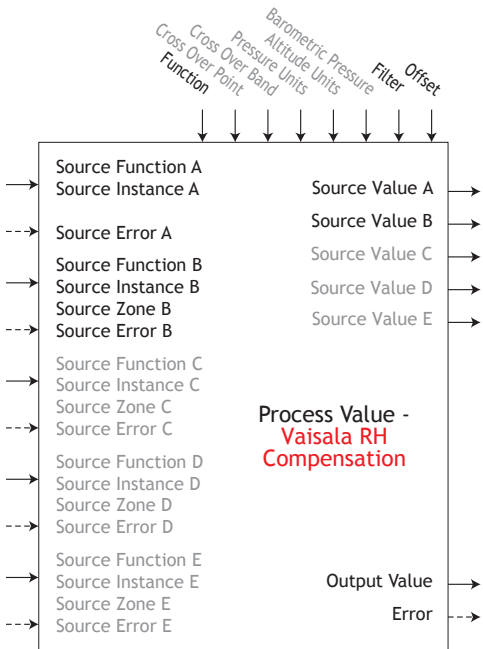 Function
Cross Over Point
Cross Over Band
Pressure Units
Altitude Units
Barometric Pressure
Filter
Offset
Source Function A
Source Instance A
Source Error A
Source Function B
Source Instance B
Source Zone B
Source Error B
Source Function C
Source Instance C
Source Zone C
Source Error C
Source Function D
Source Instance D
Source Zone D
Source Error D
Source Function E
Source Instance E
Source Zone E
Source Error E
Source Value A
Source Value B
Source Value C
Source Value D
Source Value E
Process Value -
Vaisala RH
Compensation
Output Value
Error